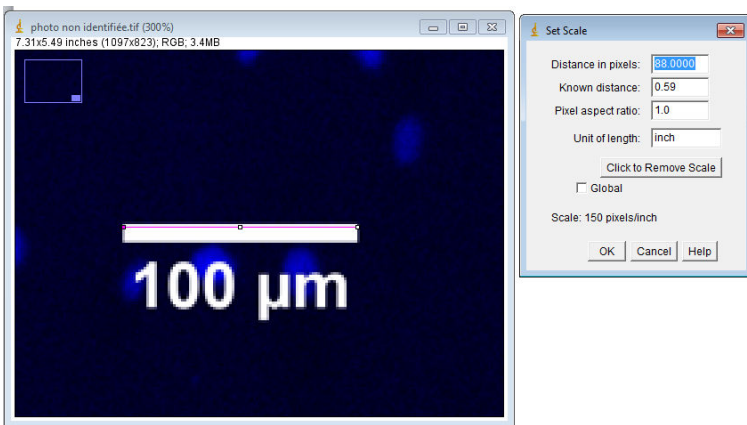 photo non identifiée.tif (300%)
7.31x5.49 inches (1097x823); RGB; 3.4MB
100 µm
Set Scale
Distance in pixels: 88.0000
Known distance: 0.59
Pixel aspect ratio: 1.0
Unit of length: inch
Click to Remove Scale
Global
Scale: 150 pixels/inch
OK Cancel Help